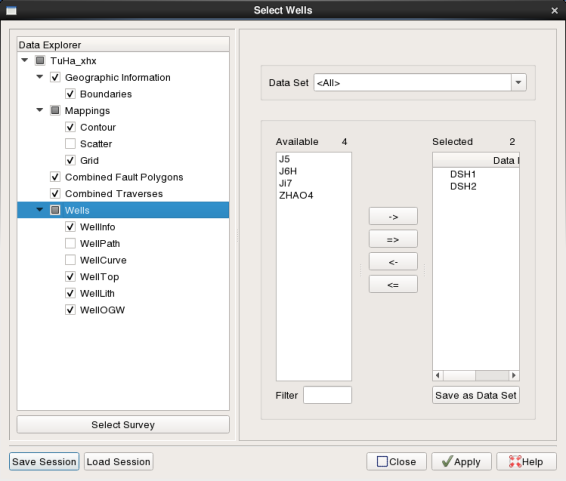 Select Wells
Data Explorer
TuHa_xhx
Geographic Information
Boundaries
Mappings
Contour
Scatter
Grid
Combined Fault Polygons
Combined Traverses
Wells
WellInfo
WellPath
WellCurve
WellTop
WellLith
WellOGW
Select Survey
Data Set <All>
Available 4
J5
J6H
Ji7
ZHAO4
Filter
->
=>
<-
<=
Selected 2
Data
DSH1
DSH2
Save as Data Set
Save Session
Load Session
Close
Apply
Help